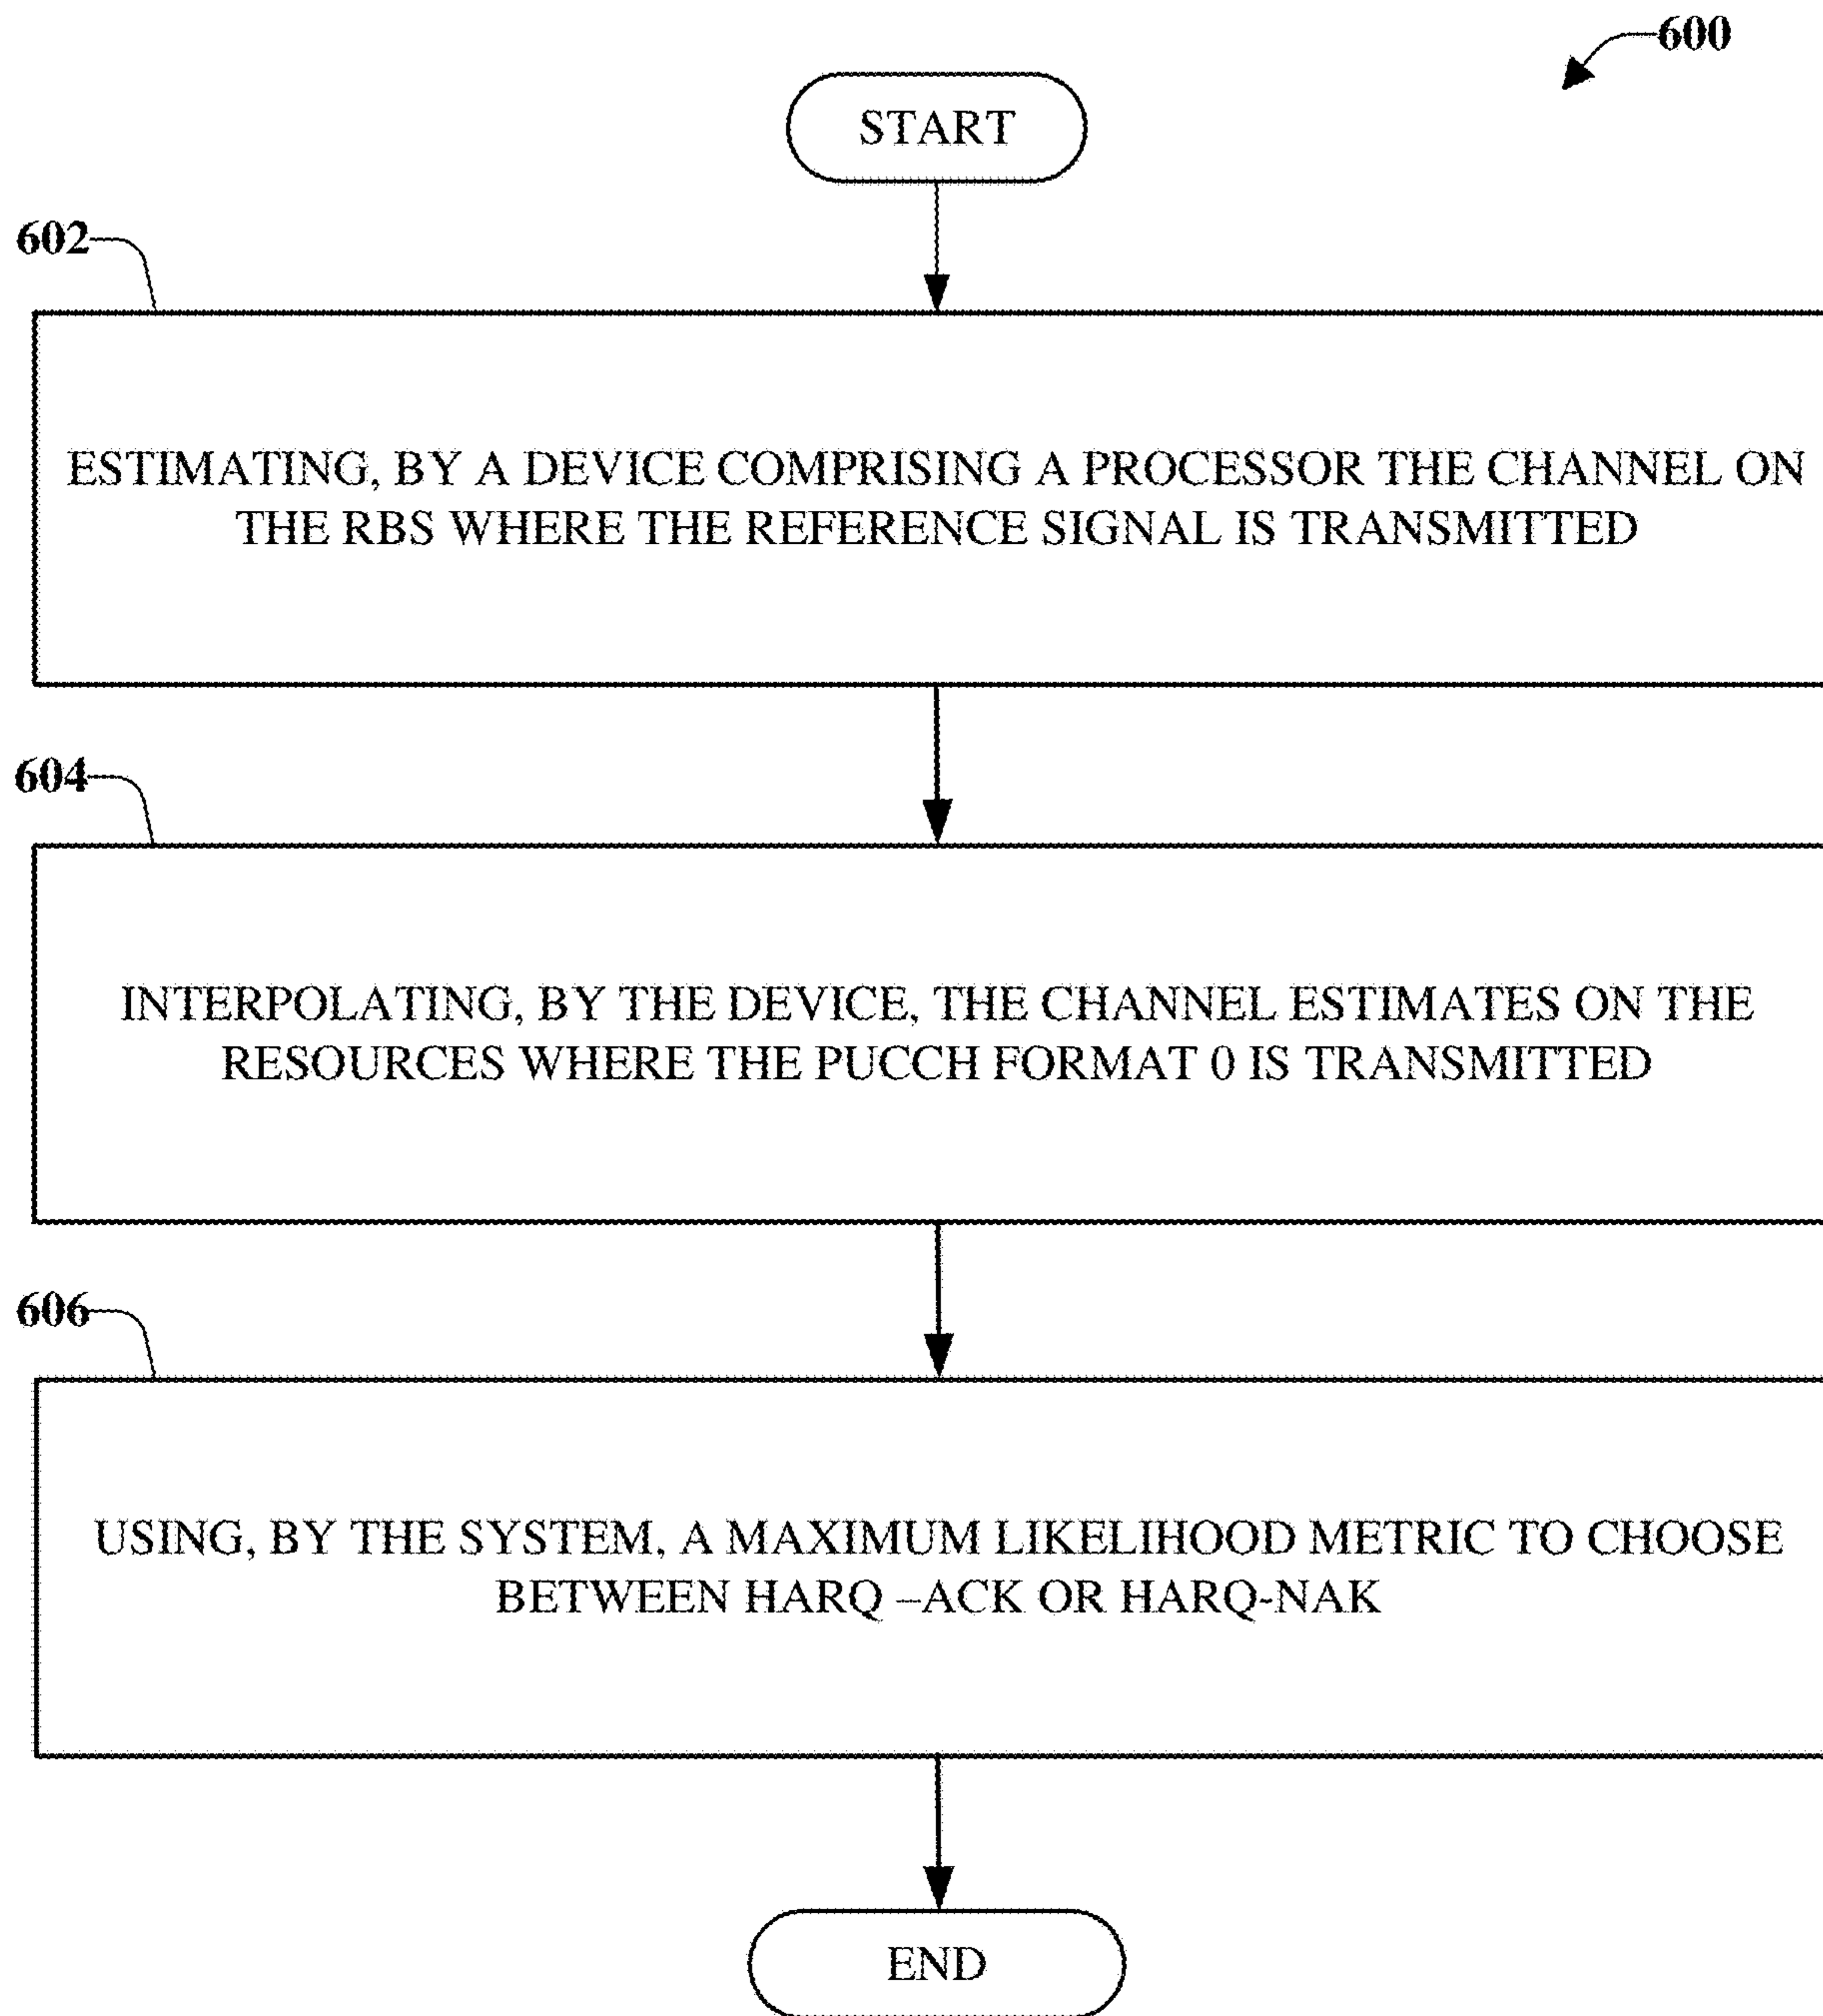 600
START
602
ESTIMATING, BY A DEVICE COMPRISING A PROCESSOR THE CHANNEL ON
THE RBS WHERE THE REFERENCE SIGNAL IS TRANSMITTED
604
INTERPOLATING, BY THE DEVICE, THE CHANNEL ESTIMATES ON THE
RESOURCES WHERE THE PUCCH FORMAT 0 IS TRANSMITTED
606
USING, BY THE SYSTEM, A MAXIMUM LIKELIHOOD METRIC TO CHOOSE
BETWEEN HARQ –ACK OR HARQ-NAK
END